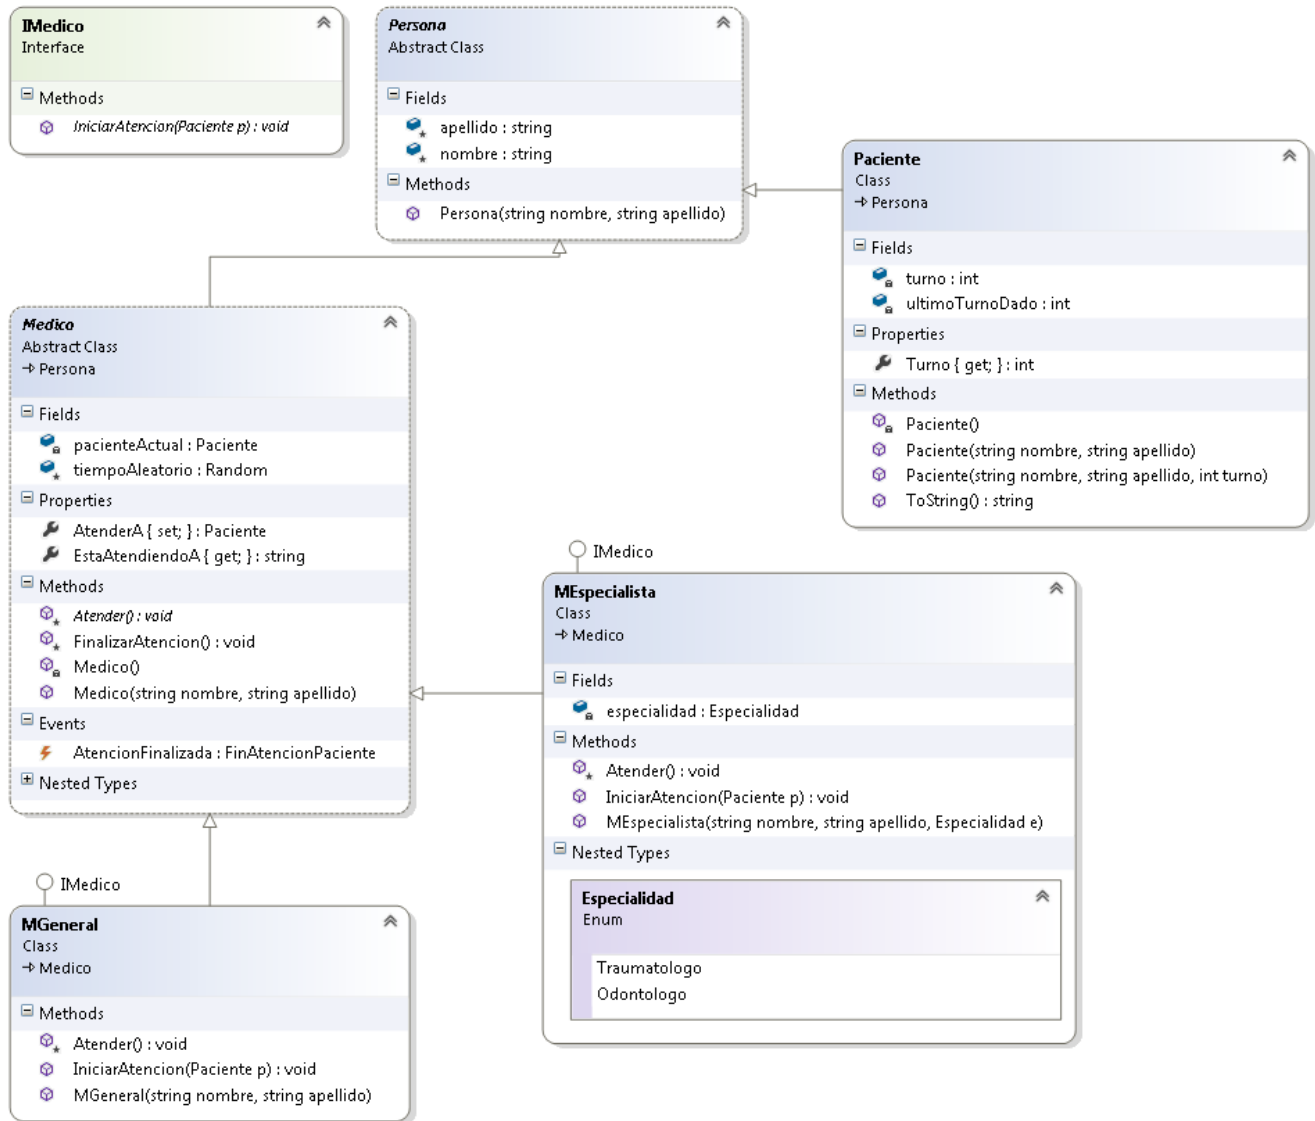 IMedico
Interface
Methods
IniciarAtencion(Paciente p) : void
Persona
Abstract Class
Fields
apellido : string
nombre : string
Methods
Persona(string nombre, string apellido)
Paciente
Class
Persona
Fields
turno : int
ultimoTurnoDado : int
Properties
Turno { get; } : int
Methods
Paciente()
Paciente(string nombre, string apellido)
Paciente(string nombre, string apellido, int turno)
ToString() : string
Medico
Abstract Class
Persona
Fields
pacienteActual : Paciente
tiempoAleatorio : Random
Properties
AtenderA { set; } : Paciente
EstaAtendiendoA { get; } : string
Methods
Atender() : void
FinalizarAtencion() : void
Medico()
Medico(string nombre, string apellido)
Events
AtencionFinalizada : FinAtencionPaciente
Nested Types
IMedico
MEspecialista
Class
Medico
Fields
especialidad : Especialidad
Methods
Atender() : void
IniciarAtencion(Paciente p) : void
MEspecialista(string nombre, string apellido, Especialidad e)
Nested Types
Especialidad
Enum
Traumatologo
Odontologo
IMedico
MGeneral
Class
Medico
Methods
Atender() : void
IniciarAtencion(Paciente p) : void
MGeneral(string nombre, string apellido)